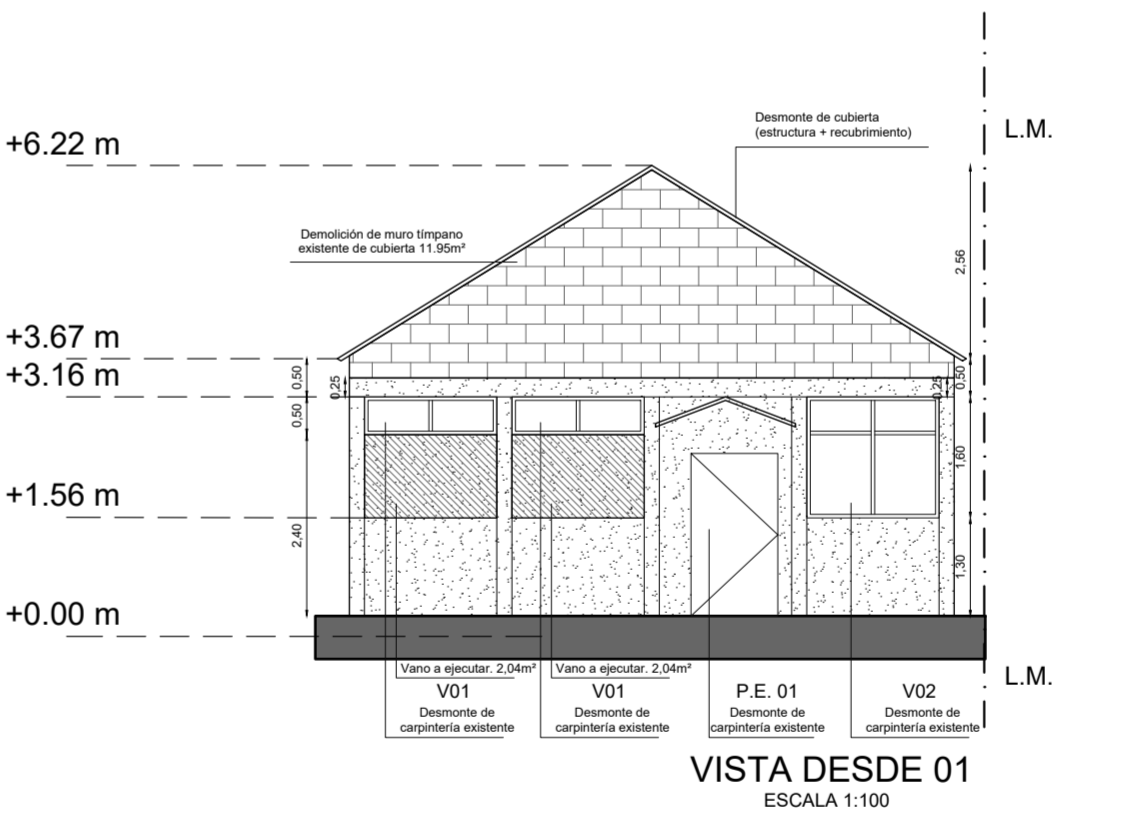 L.M.
Desmonte de cubierta
(estructura + recubrimiento)
+6.22 m
Demolición de muro tímpano
existente de cubierta 11.95m²
2,56
+3.67 m
+3.16 m
0,50
0,25
0,50
0,25
0,50
1,60
+1.56 m
2,40
1,30
+0.00 m
Vano a ejecutar. 2,04m²
Vano a ejecutar. 2,04m²
V01
V01
P.E. 01
V02
L.M.
Desmonte de
carpintería existente
Desmonte de
carpintería existente
Desmonte de
carpintería existente
Desmonte de
carpintería existente
VISTA DESDE 01
ESCALA 1:100